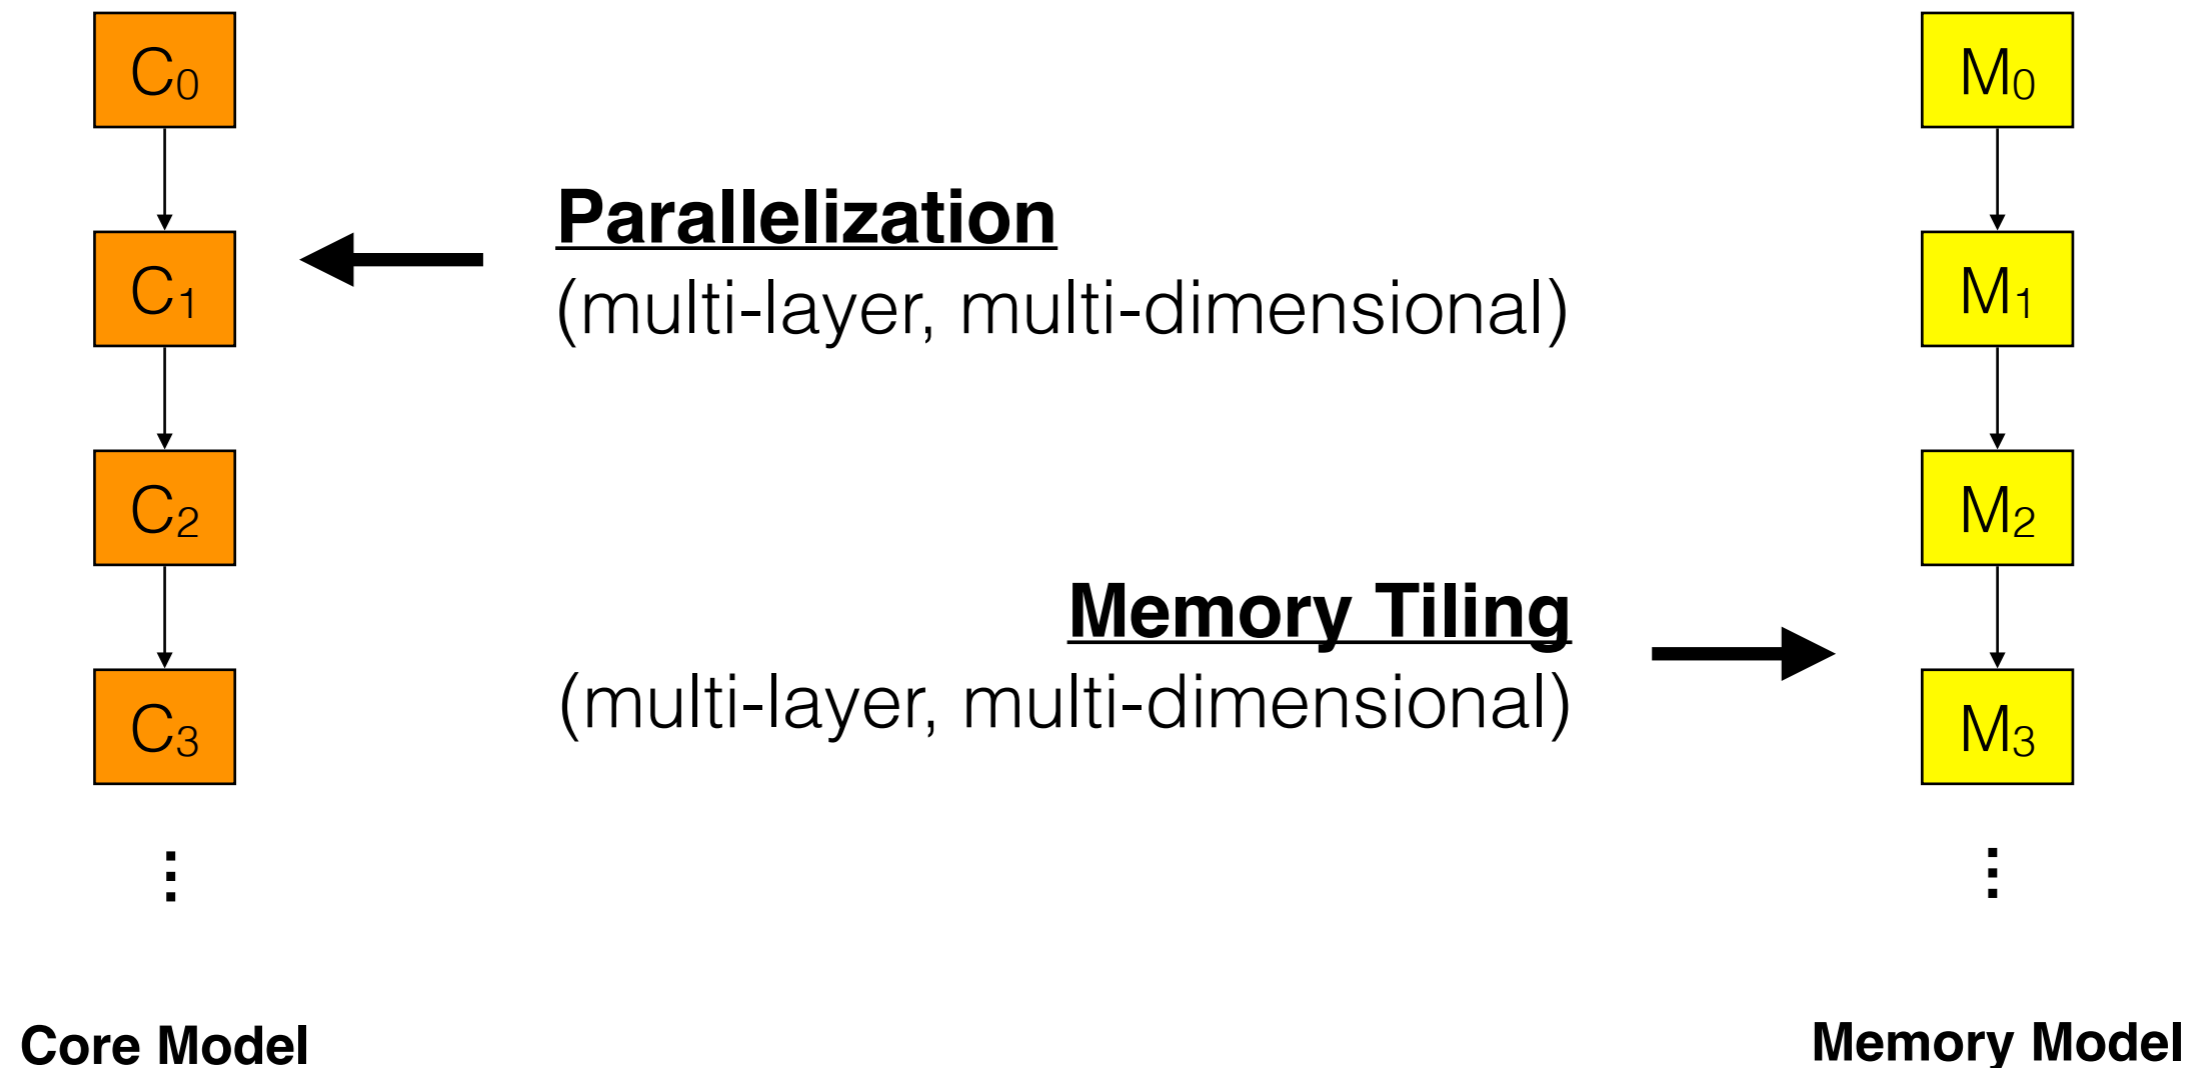 C₀
C₁
C₂
C₃
⋮
Core Model
Parallelization
(multi-layer, multi-dimensional)
Memory Tiling
(multi-layer, multi-dimensional)
M₀
M₁
M₂
M₃
⋮
Memory Model